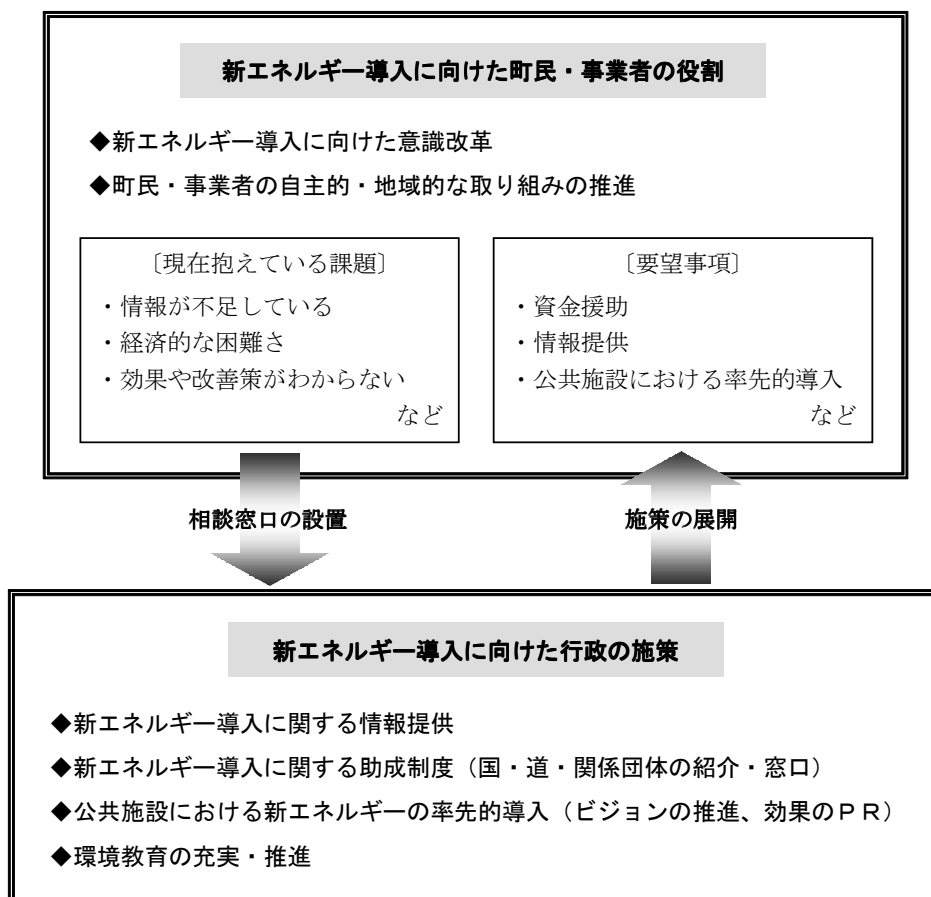 新エネルギー導入に向けた町民・事業者の役割
◆新エネルギー導入に向けた意識改革
◆町民・事業者の自主的・地域的な取り組みの推進
〔現在抱えている課題〕
・情報が不足している
・経済的な困難さ
・効果や改善策がわからない
など
〔要望事項〕
・資金援助
・情報提供
・公共施設における率先的導入
など
相談窓口の設置
施策の展開
新エネルギー導入に向けた行政の施策
◆新エネルギー導入に関する情報提供
◆新エネルギー導入に関する助成制度（国・道・関係団体の紹介・窓口）
◆公共施設における新エネルギーの率先的導入（ビジョンの推進、効果のＰＲ）
◆環境教育の充実・推進